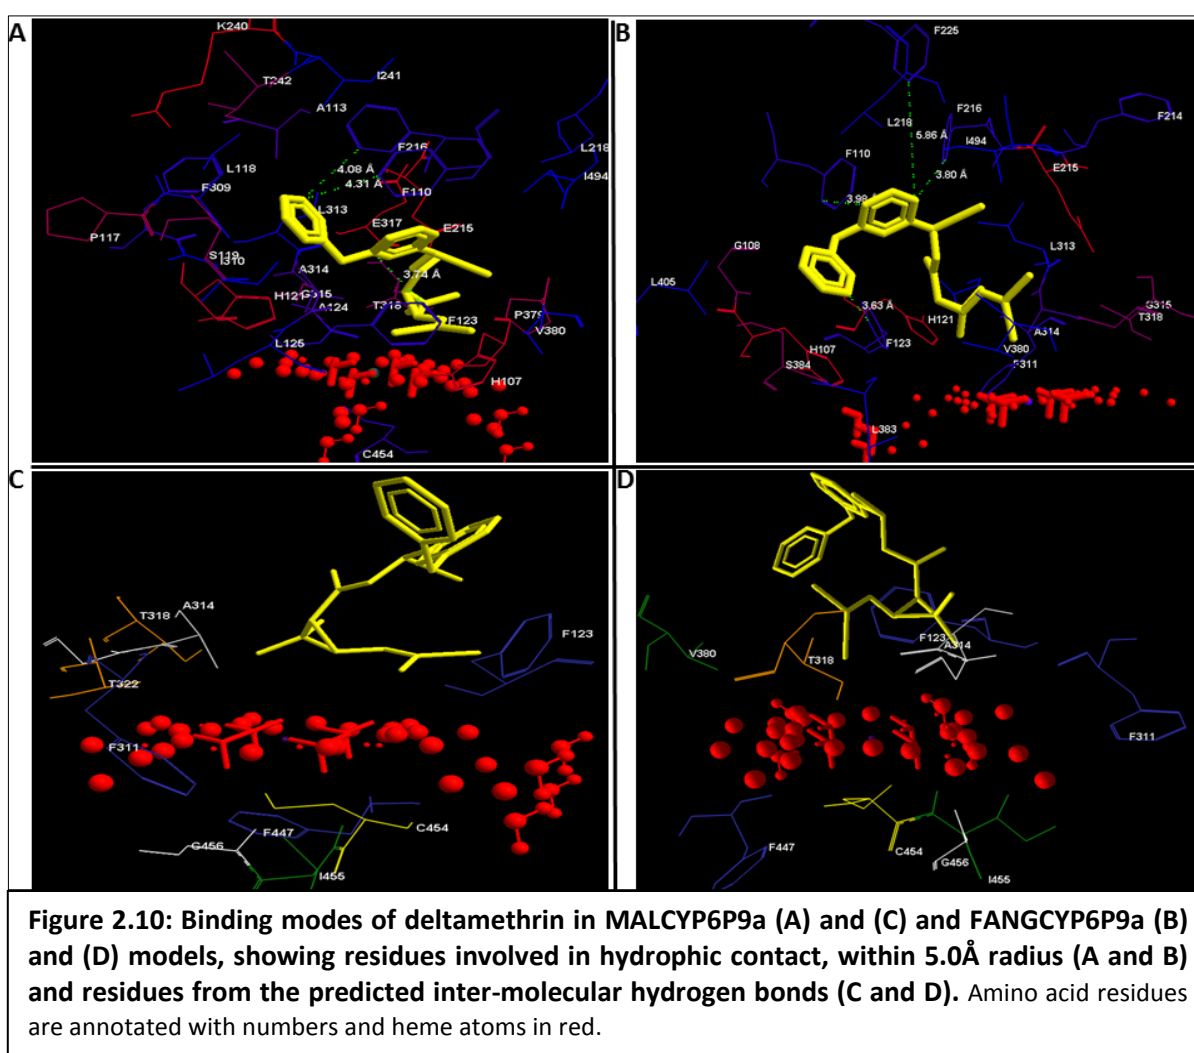 A
K240
T242
I241
A113
F216
L218
L118
4.08 Å
I494
F309
4.31 Å
F110
L313
E317
E215
P117
S119
I310
A314
3.74 Å
H121
G315
A124
T318
F123
P379
V380
L125
H107
C454
B
F225
F216
F214
L218
5.86 Å
I494
F110
E215
3.80 Å
3.98
G108
L313
L405
G315
3.63 Å
H121
T318
A314
F123
H107
V380
S384
F311
L383
C
A314
T318
F123
T322
F311
C454
F447
G456
I455
D
F123
A314
V380
T318
F311
F447
C454
G456
I455
Figure 2.10: Binding modes of deltamethrin in MALCYP6P9a (A) and (C) and FANGCYP6P9a (B)
and (D) models, showing residues involved in hydrophic contact, within 5.0Å radius (A and B)
and residues from the predicted inter-molecular hydrogen bonds (C and D). Amino acid residues
are annotated with numbers and heme atoms in red.